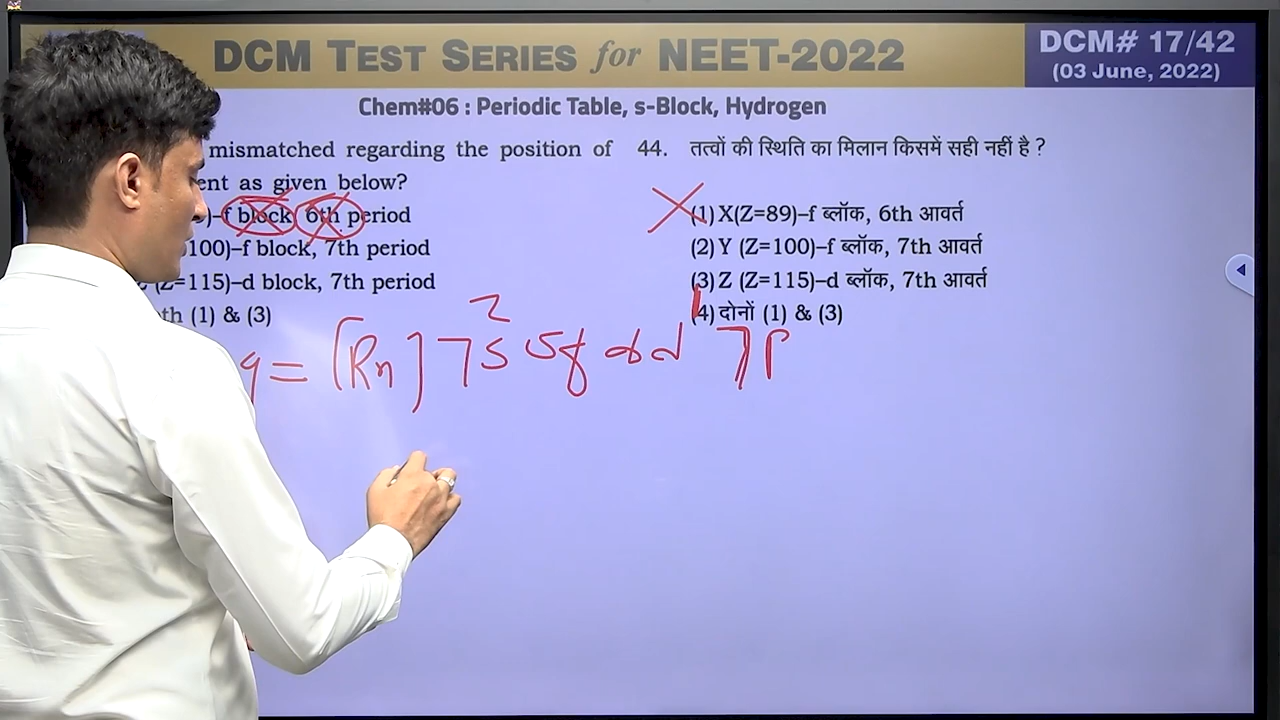 DCM TEST SERIES for NEET-2022
DCM# 17/42
(03 June, 2022)
Chem#06 : Periodic Table, s-Block, Hydrogen
mismatched regarding the position of
as given below?
f block, 6th period
100)–f block, 7th period
(Z=115)–d block, 7th period
(1) & (3)
44. तत्वों की स्थिति का मिलान किसमें सही नहीं है ?
(1) X(Z=89)–f ब्लॉक, 6th आवर्त
(2) Y (Z=100)–f ब्लॉक, 7th आवर्त
(3) Z (Z=115)–d ब्लॉक, 7th आवर्त
(4) दोनों (1) & (3)
= [Rn] 7s² 5f 6d¹ 7p